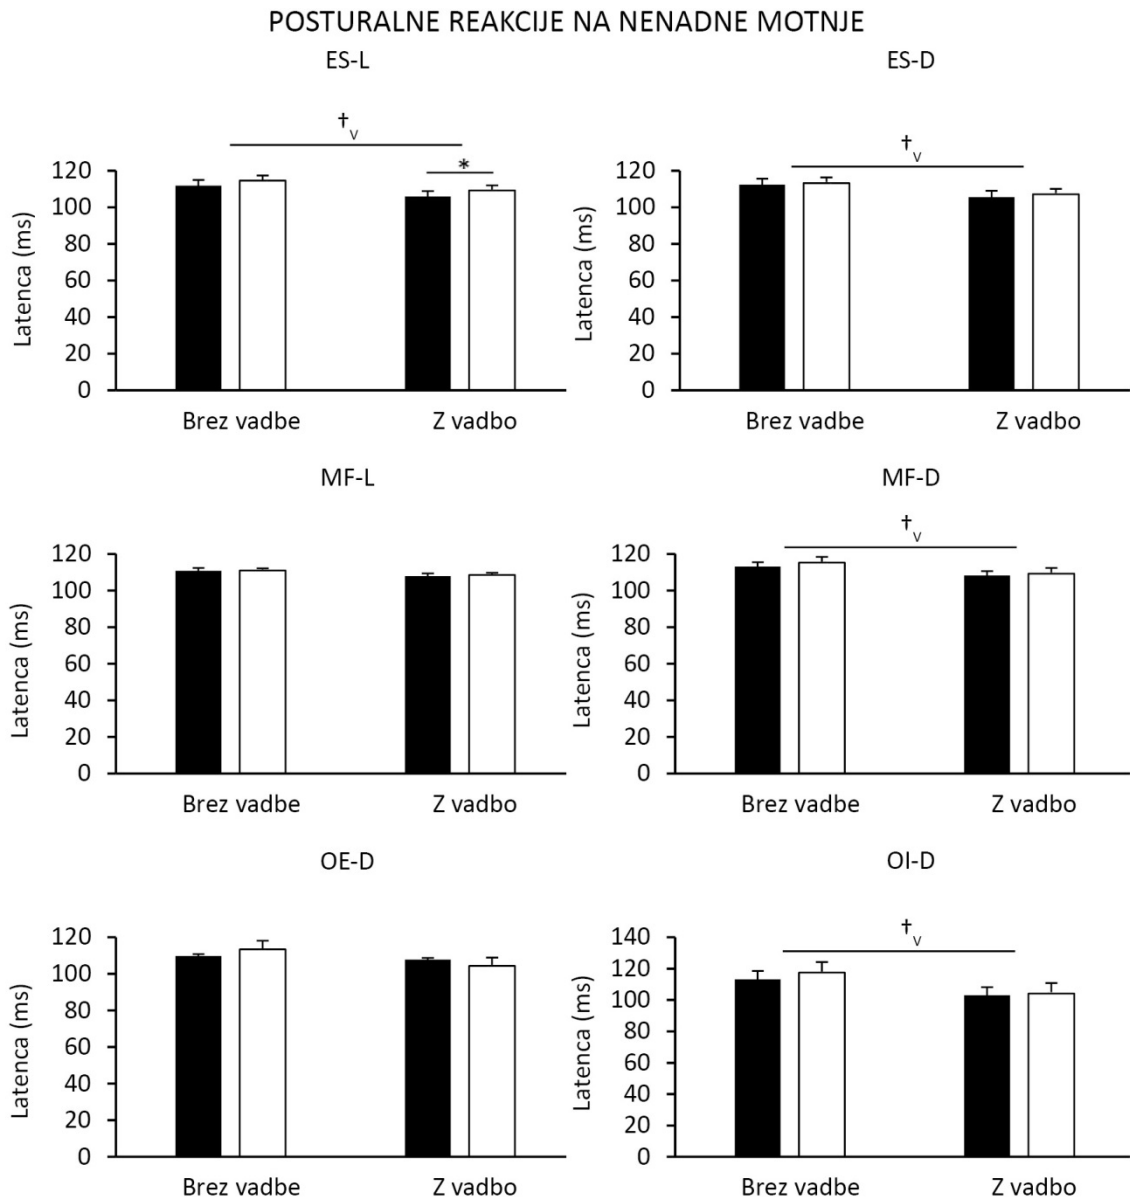 POSTURALNE REAKCIJE NA NENADNE MOTNJE
ES-L
† V
*
Latenca (ms)
120
100
80
60
40
20
0
Brez vadbe
Z vadbo
ES-D
† V
Latenca (ms)
120
100
80
60
40
20
0
Brez vadbe
Z vadbo
MF-L
Latenca (ms)
120
100
80
60
40
20
0
Brez vadbe
Z vadbo
MF-D
† V
Latenca (ms)
120
100
80
60
40
20
0
Brez vadbe
Z vadbo
OE-D
Latenca (ms)
120
100
80
60
40
20
0
Brez vadbe
Z vadbo
OI-D
† V
Latenca (ms)
140
120
100
80
60
40
20
0
Brez vadbe
Z vadbo